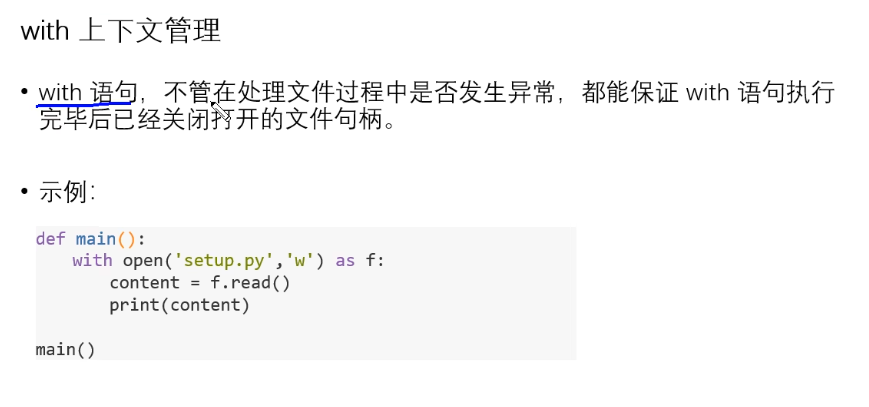 with 上下文管理
• with 语句，不管在处理文件过程中是否发生异常，都能保证 with 语句执行
完毕后已经关闭打开的文件句柄。
• 示例：
def main():
    with open('setup.py','w') as f:
        content = f.read()
        print(content)
main()